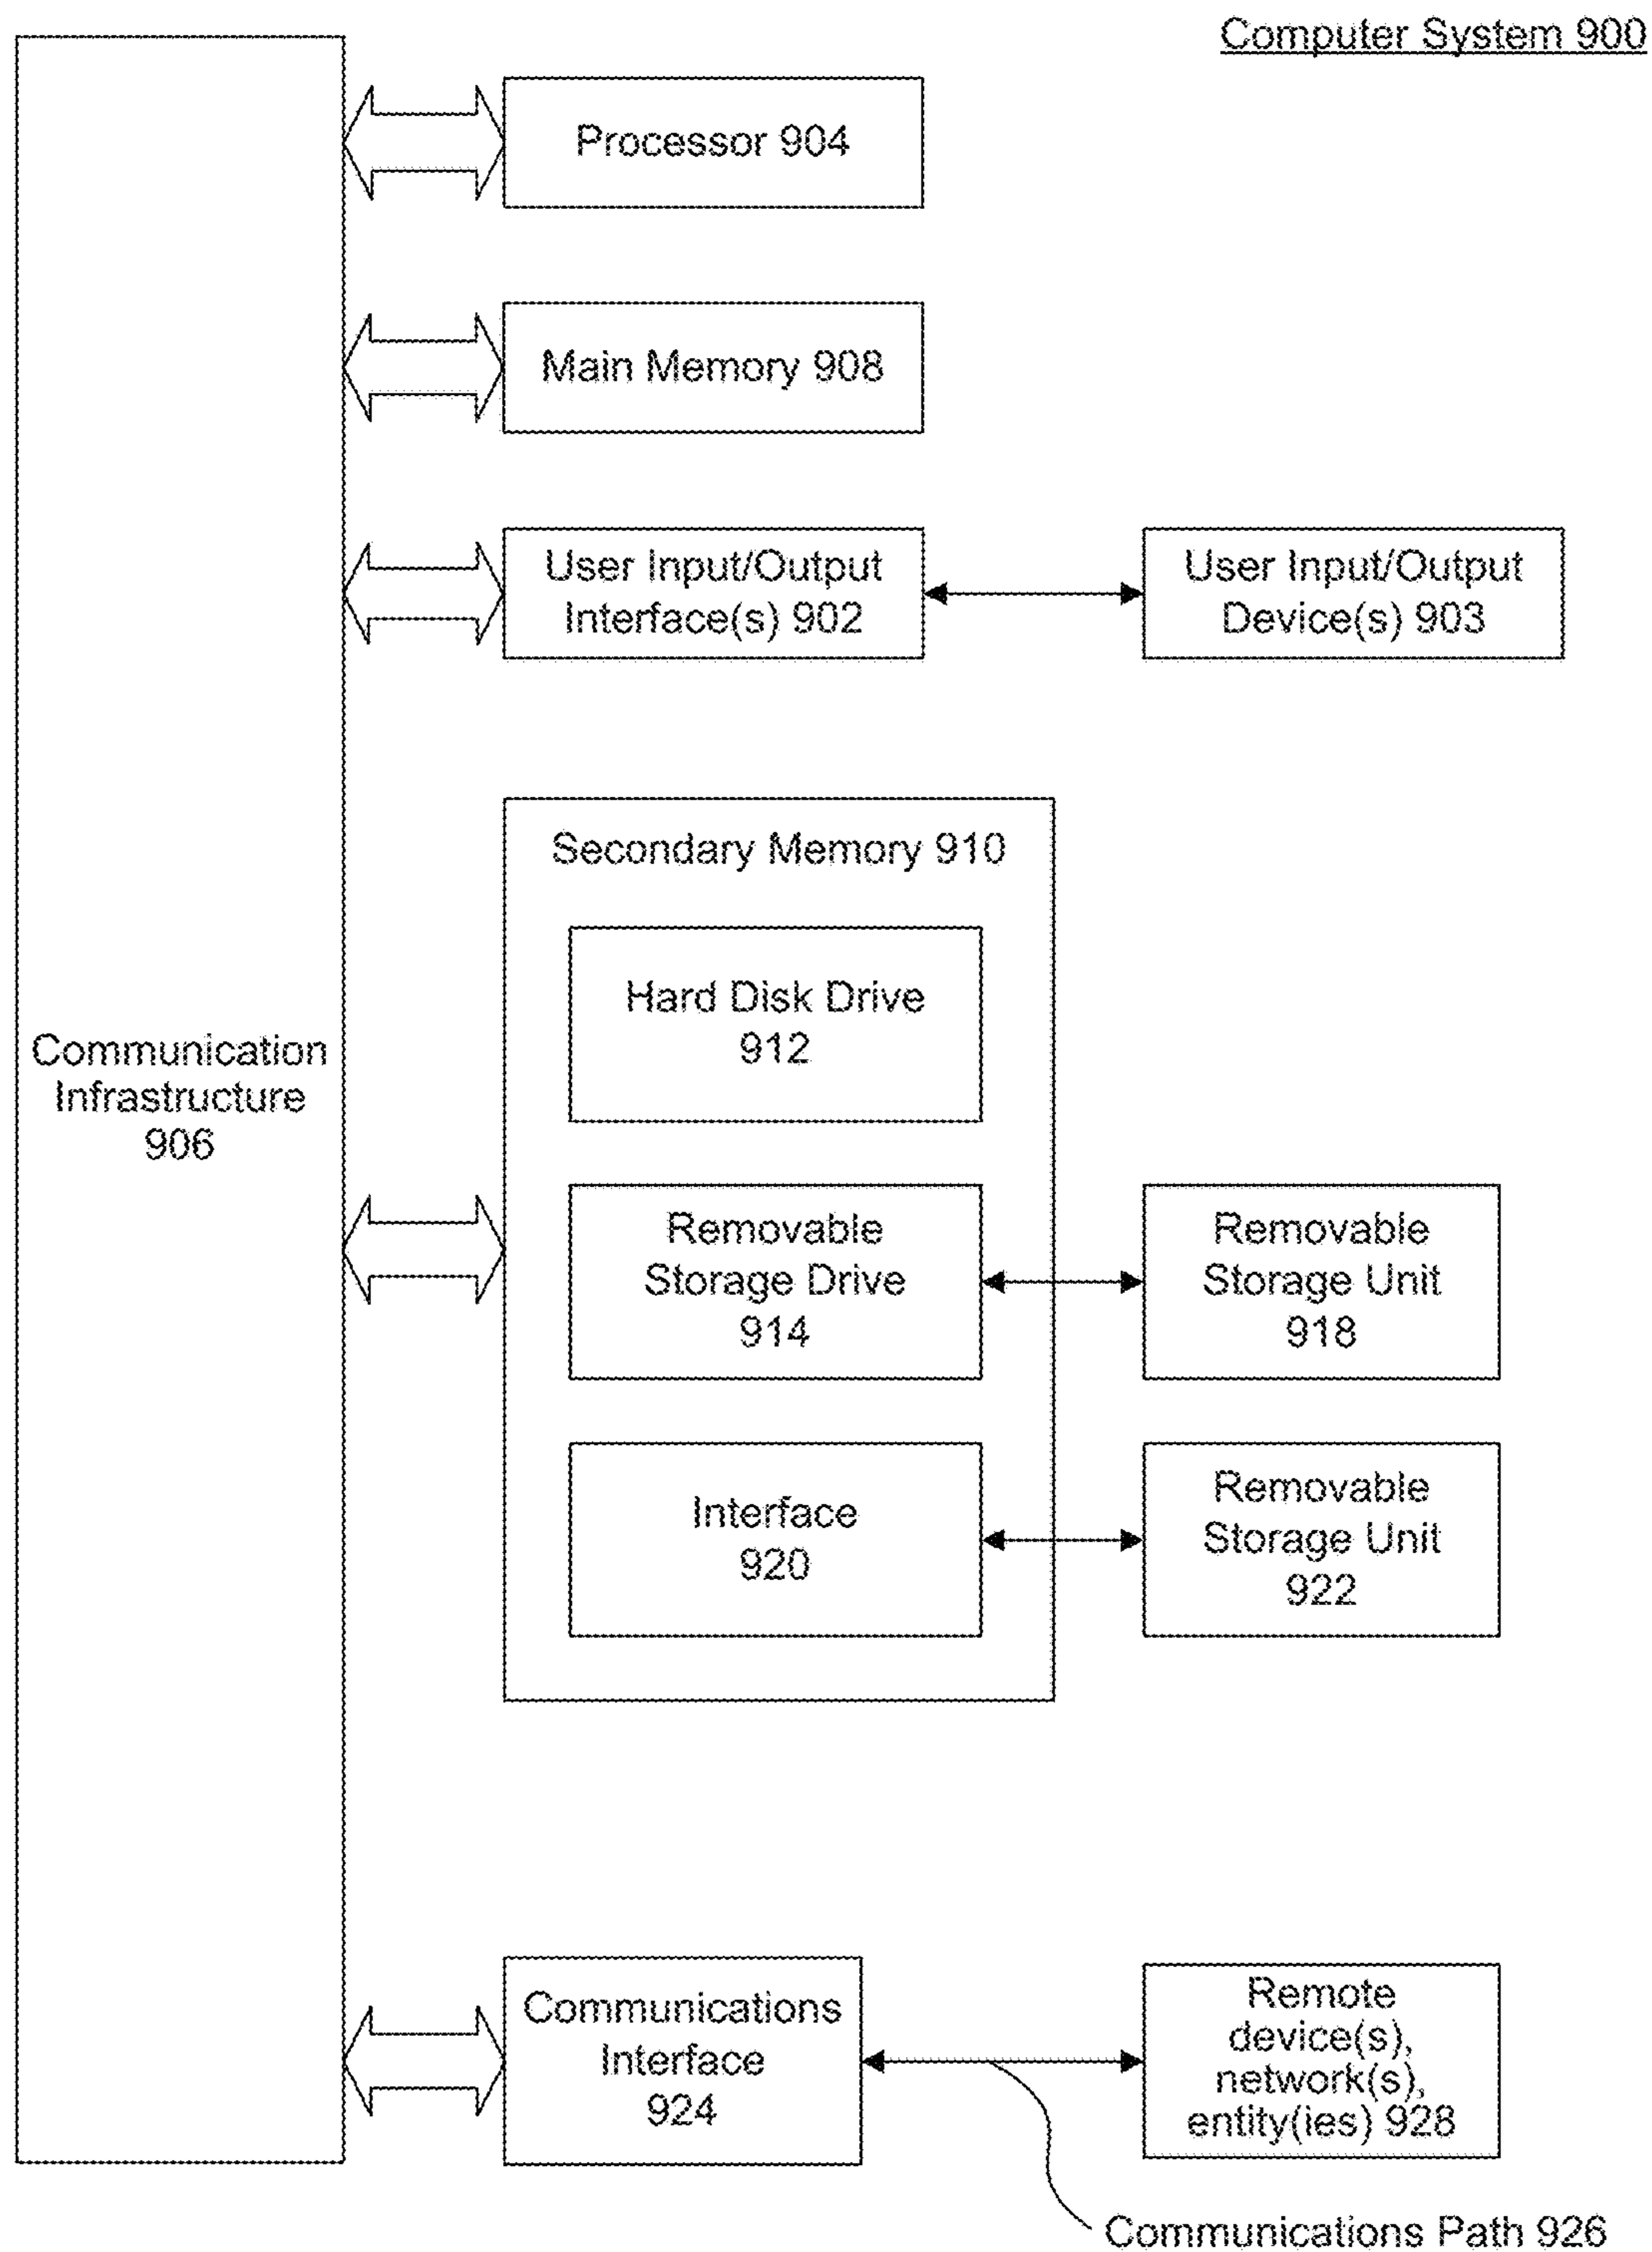 Computer System 900
Processor 904
Main Memory 908
User Input/Output
Interface(s) 902
User Input/Output
Device(s) 903
Secondary Memory 910
Hard Disk Drive
912
Communication
Infrastructure
906
Removable
Storage Drive
914
Removable
Storage Unit
918
Interface
920
Removable
Storage Unit
922
Communications
Interface
924
Remote
device(s),
network(s),
entity(ies) 928
Communications Path 926